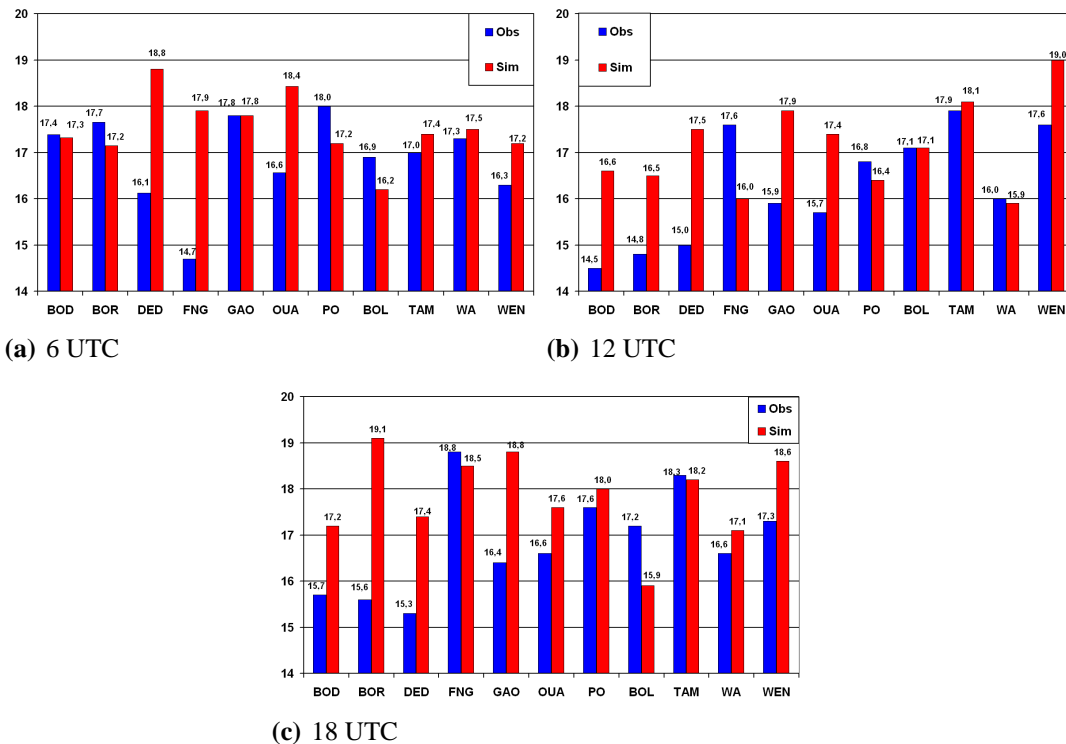 20
19
18
17
16
15
14
Obs
Sim
17,4 17,3 17,7 17,2 16,1 18,8 14,7 17,9 17,8 17,8 16,6 18,4 18,0 17,2 16,9 16,2 17,0 17,4 17,3 17,5 16,3 17,2
BOD BOR DED FNG GAO OUA PO BOL TAM WA WEN
(a) 6 UTC
20
19
18
17
16
15
14
Obs
Sim
14,5 16,6 14,8 16,5 15,0 17,5 17,6 16,0 15,9 17,9 15,7 17,4 16,8 16,4 17,1 17,1 17,9 18,1 16,0 15,9 17,6 19,0
BOD BOR DED FNG GAO OUA PO BOL TAM WA WEN
(b) 12 UTC
20
19
18
17
16
15
14
Obs
Sim
15,7 17,2 15,6 19,1 15,3 17,4 18,8 18,5 16,4 18,8 16,6 17,6 17,6 18,0 17,2 15,9 18,3 18,2 16,6 17,1 17,3 18,6
BOD BOR DED FNG GAO OUA PO BOL TAM WA WEN
(c) 18 UTC